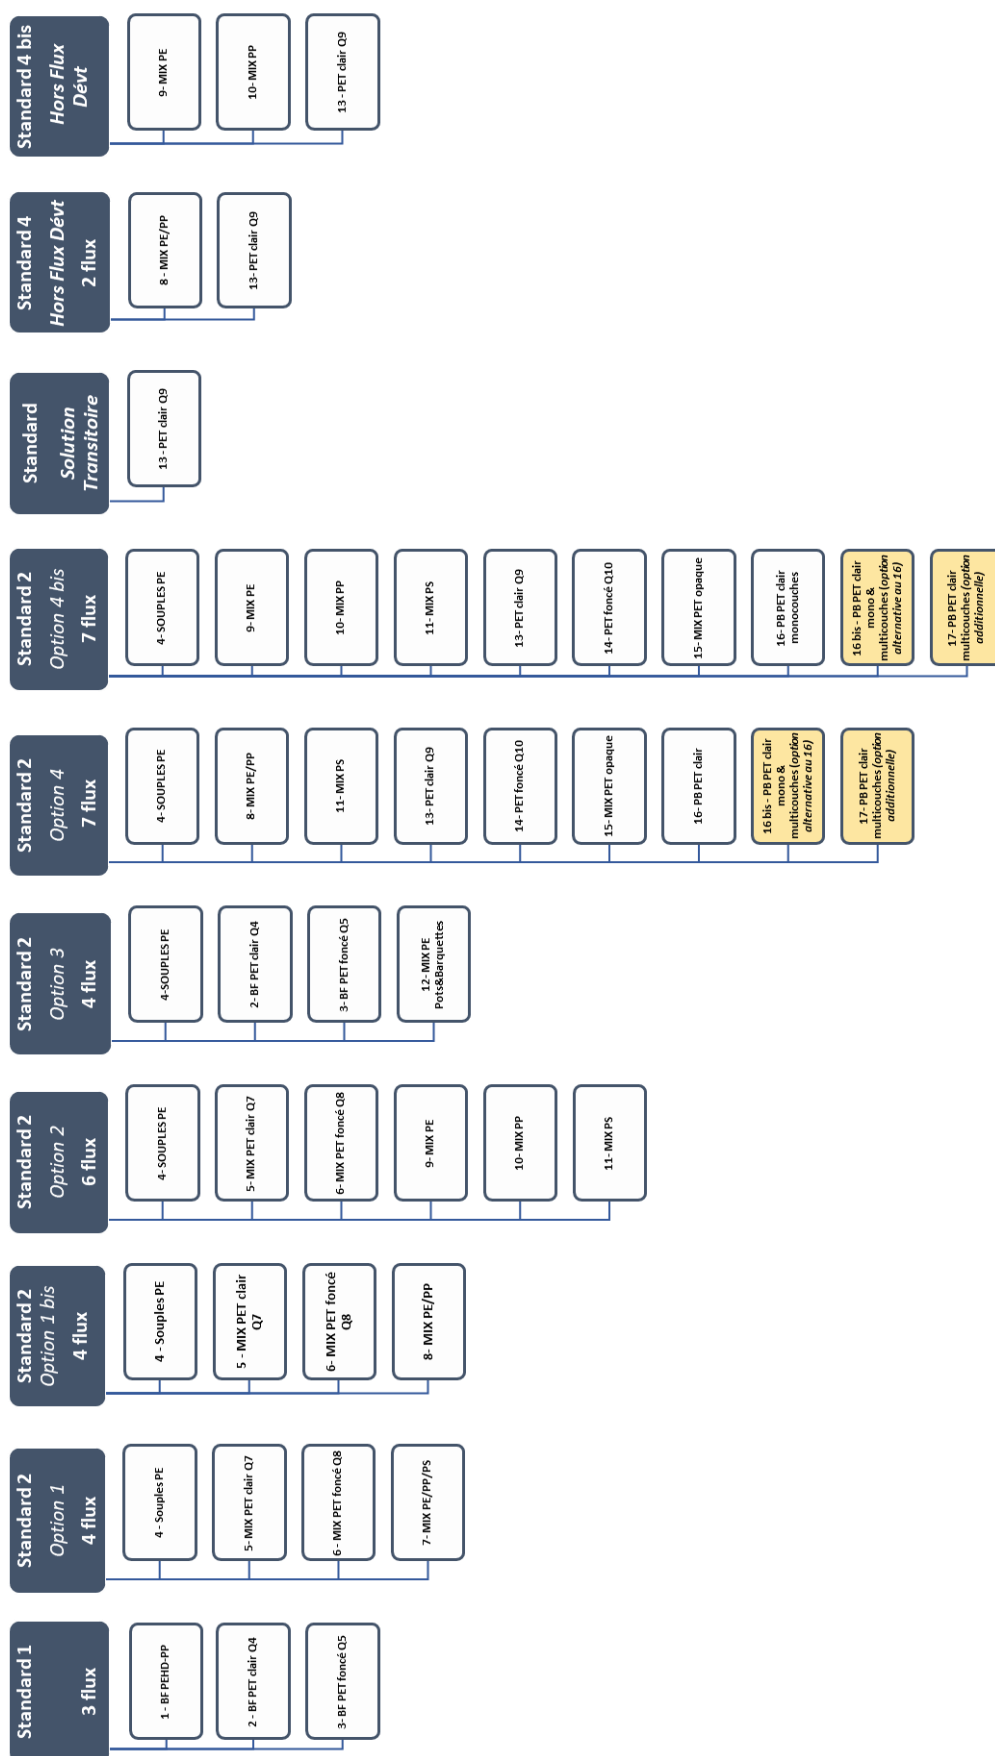 Standard 1
3 flux
1 - BF PEHD-PP
2 - BF PET clair Q4
3- BF PET foncé Q5
Standard 2
Option 1
4 flux
4 - Souples PE
5- MIX PET clair Q7
6 - MIX PET foncé Q8
7- MIX PE/PP/PS
Standard 2
Option 1 bis
4 flux
4 - Souples PE
5 - MIX PET clair
Q7
6- MIX PET foncé
Q8
8- MIX PE/PP
Standard 2
Option 2
6 flux
4- SOUPLES PE
5- MIX PET clair Q7
6- MIX PET foncé Q8
9- MIX PE
10- MIX PP
11- MIX PS
Standard 2
Option 3
4 flux
4-SOUPLES PE
2- BF PET clair Q4
3- BF PET foncé Q5
12- MIX PE
Pots&Barquettes
Standard 2
Option 4
7 flux
4-SOUPLES PE
8- MIX PE/PP
11- MIX PS
13- PET clair Q9
14- PET foncé Q10
15- MIX PET opaque
16- PB PET clair
16 bis - PB PET clair
mono &
multicouches (option
alternative au 16)
17- PB PET clair
multicouches (option
additionnelle)
Standard 2
Option 4 bis
7 flux
4- SOUPLES PE
9- MIX PE
10- MIX PP
11- MIX PS
13- PET clair Q9
14- PET foncé Q10
15- MIX PET opaque
16- PB PET clair
monocouches
16 bis - PB PET clair
mono &
multicouches (option
alternative au 16)
17- PB PET clair
multicouches (option
additionnelle)
Standard
Solution
Transitoire
13 - PET clair Q9
Standard 4
Hors Flux Dévt
2 flux
8 - MIX PE/PP
13- PET clair Q9
Standard 4 bis
Hors Flux
Dévt
9- MIX PE
10- MIX PP
13 - PET clair Q9